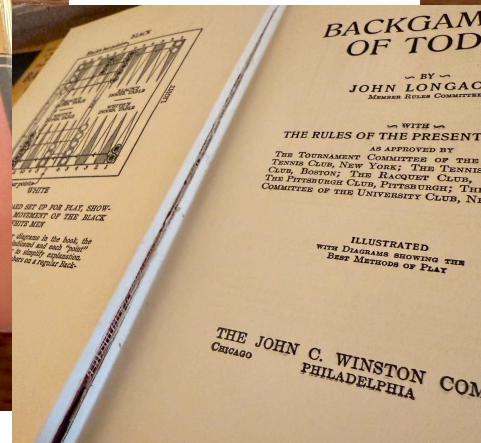 BLACK
LIGHT
WHITE
ARD SET UP FOR PLAY, SHOW-
MOVEMENT OF THE BLACK
WHITE MEN
diagrams in the book, the
indicated and each "point"
to simplify explanation.
bers on a regular Back-
BACKGAM
OF TOD
BY
JOHN LONGAC
MEMBER RULES COMMITTEE
WITH
THE RULES OF THE PRESENT
AS APPROVED BY
THE TOURNAMENT COMMITTEE OF THE
TENNIS CLUB, NEW YORK; THE TENNIS
CLUB, BOSTON; THE RACQUET CLUB,
THE PITTSBURGH CLUB, PITTSBURGH; THE
COMMITTEE OF THE UNIVERSITY CLUB, NE
ILLUSTRATED
WITH DIAGRAMS SHOWING THE
BEST METHODS OF PLAY
THE JOHN C. WINSTON COM
CHICAGO PHILADELPHIA